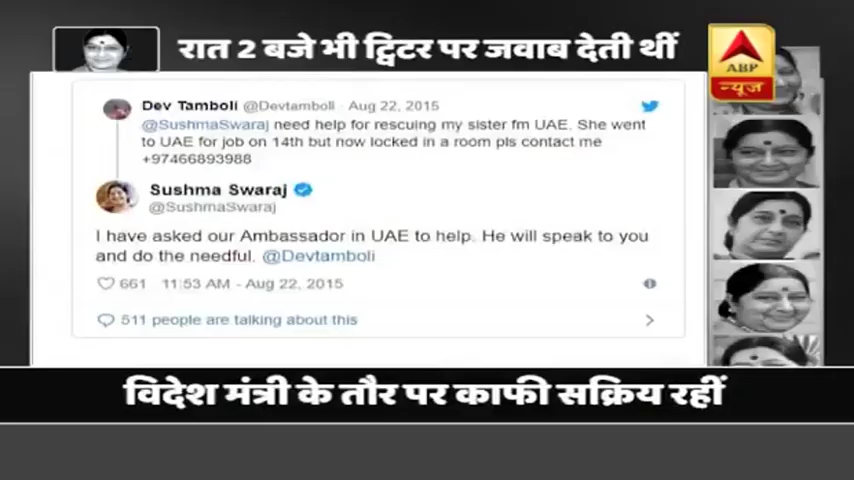 रात 2 बजे भी ट्विटर पर जवाब देती थीं
ABP
न्यूज़
Dev Tamboli @Devtamboli - Aug 22, 2015
@SushmaSwaraj need help for rescuing my sister fm UAE. She went
to UAE for job on 14th but now locked in a room pls contact me
+97466893988
Sushma Swaraj
@SushmaSwaraj
I have asked our Ambassador in UAE to help. He will speak to you
and do the needful. @Devtamboli
661 11:53 AM - Aug 22, 2015
511 people are talking about this
विदेश मंत्री के तौर पर काफी सक्रिय रहीं